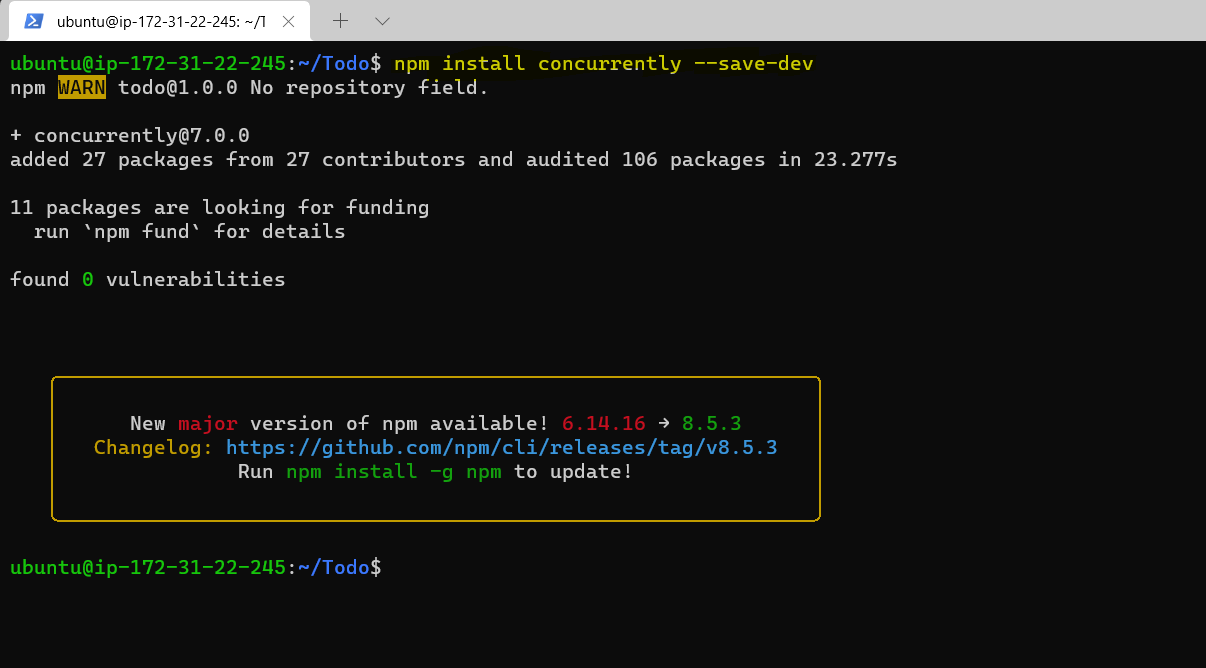 ubuntu@ip-172-31-22-245: ~/T
ubuntu@ip-172-31-22-245:~/Todo$ npm install concurrently --save-dev
npm WARN todo@1.0.0 No repository field.
+ concurrently@7.0.0
added 27 packages from 27 contributors and audited 106 packages in 23.277s
11 packages are looking for funding
run `npm fund` for details
found 0 vulnerabilities
New major version of npm available! 6.14.16 → 8.5.3
Changelog: https://github.com/npm/cli/releases/tag/v8.5.3
Run npm install -g npm to update!
ubuntu@ip-172-31-22-245:~/Todo$